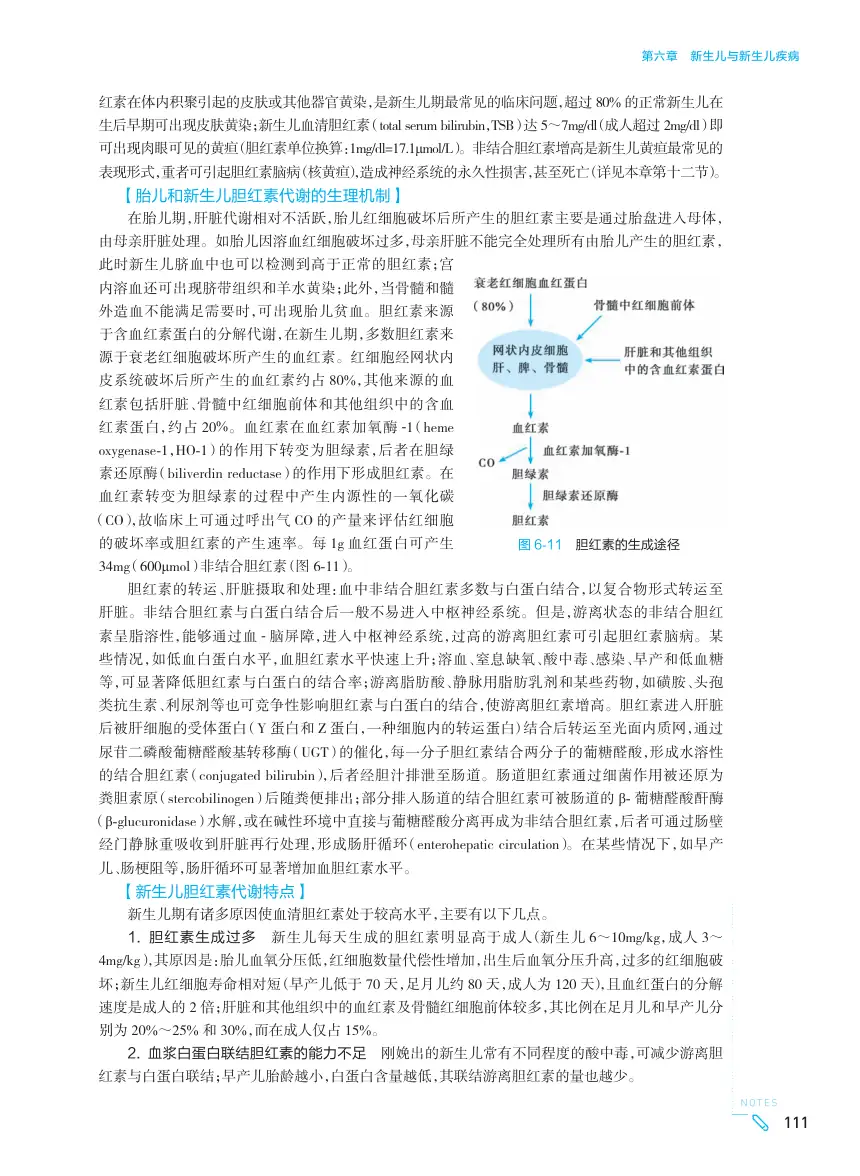 第六章 新生儿与新生儿疾病
红素在体内积聚引起的皮肤或其他器官黄染,是新生儿期最常见的临床问题,超过 80% 的正常新生儿在
生后早期可出现皮肤黄染;新生儿血清胆红素(total serum bilirubin,TSB)达 5~7mg/dl(成人超过 2mg/dl)即
可出现肉眼可见的黄疸(胆红素单位换算:1mg/dl=17.1μmol/L)。非结合胆红素增高是新生儿黄疸最常见的
表现形式,重者可引起胆红素脑病(核黄疸),造成神经系统的永久性损害,甚至死亡(详见本章第十二节)。
【胎儿和新生儿胆红素代谢的生理机制】
在胎儿期,肝脏代谢相对不活跃,胎儿红细胞破坏后所产生的胆红素主要是通过胎盘进入母体,
由母亲肝脏处理。如胎儿因溶血红细胞破坏过多,母亲肝脏不能完全处理所有由胎儿产生的胆红素,
此时新生儿脐血中也可以检测到高于正常的胆红素;宫
内溶血还可出现脐带组织和羊水黄染;此外,当骨髓和髓
外造血不能满足需要时,可出现胎儿贫血。胆红素来源
于含血红素蛋白的分解代谢,在新生儿期,多数胆红素来
源于衰老红细胞破坏所产生的血红素。红细胞经网状内
皮系统破坏后所产生的血红素约占 80%,其他来源的血
红素包括肝脏、骨髓中红细胞前体和其他组织中的含血
红素蛋白,约占 20%。血红素在血红素加氧酶 -1(heme
oxygenase-1,HO-1)的作用下转变为胆绿素,后者在胆绿
素还原酶(biliverdin reductase)的作用下形成胆红素。在
血红素转变为胆绿素的过程中产生内源性的一氧化碳
(CO),故临床上可通过呼出气 CO 的产量来评估红细胞
的破坏率或胆红素的产生速率。每 1g 血红蛋白可产生
34mg(600μmol)非结合胆红素(图 6-11)。
衰老红细胞血红蛋白
(80%)
骨髓中红细胞前体
网状内皮细胞
肝、脾、骨髓
肝脏和其他组织
中的含血红素蛋白
血红素
血红素加氧酶-1
CO
胆绿素
胆绿素还原酶
胆红素
图 6-11 胆红素的生成途径
胆红素的转运、肝脏摄取和处理:血中非结合胆红素多数与白蛋白结合,以复合物形式转运至
肝脏。非结合胆红素与白蛋白结合后一般不易进入中枢神经系统。但是,游离状态的非结合胆红
素呈脂溶性,能够通过血 - 脑屏障,进入中枢神经系统,过高的游离胆红素可引起胆红素脑病。某
些情况,如低血白蛋白水平,血胆红素水平快速上升;溶血、窒息缺氧、酸中毒、感染、早产和低血糖
等,可显著降低胆红素与白蛋白的结合率;游离脂肪酸、静脉用脂肪乳剂和某些药物,如磺胺、头孢
类抗生素、利尿剂等也可竞争性影响胆红素与白蛋白的结合,使游离胆红素增高。胆红素进入肝脏
后被肝细胞的受体蛋白(Y 蛋白和 Z 蛋白,一种细胞内的转运蛋白)结合后转运至光面内质网,通过
尿苷二磷酸葡糖醛酸基转移酶(UGT)的催化,每一分子胆红素结合两分子的葡糖醛酸,形成水溶性
的结合胆红素(conjugated bilirubin),后者经胆汁排泄至肠道。肠道胆红素通过细菌作用被还原为
粪胆素原(stercobilinogen)后随粪便排出;部分排入肠道的结合胆红素可被肠道的 β- 葡糖醛酸酐酶
(β-glucuronidase)水解,或在碱性环境中直接与葡糖醛酸分离再成为非结合胆红素,后者可通过肠壁
经门静脉重吸收到肝脏再行处理,形成肠肝循环(enterohepatic circulation)。在某些情况下,如早产
儿、肠梗阻等,肠肝循环可显著增加血胆红素水平。
【新生儿胆红素代谢特点】
新生儿期有诸多原因使血清胆红素处于较高水平,主要有以下几点。
1. 胆红素生成过多 新生儿每天生成的胆红素明显高于成人(新生儿 6~10mg/kg,成人 3~
4mg/kg),其原因是:胎儿血氧分压低,红细胞数量代偿性增加,出生后血氧分压升高,过多的红细胞破
坏;新生儿红细胞寿命相对短(早产儿低于 70 天,足月儿约 80 天,成人为 120 天),且血红蛋白的分解
速度是成人的 2 倍;肝脏和其他组织中的血红素及骨髓红细胞前体较多,其比例在足月儿和早产儿分
别为 20%~25% 和 30%,而在成人仅占 15%。
2. 血浆白蛋白联结胆红素的能力不足 刚娩出的新生儿常有不同程度的酸中毒,可减少游离胆
红素与白蛋白联结;早产儿胎龄越小,白蛋白含量越低,其联结游离胆红素的量也越少。
NOTES
111